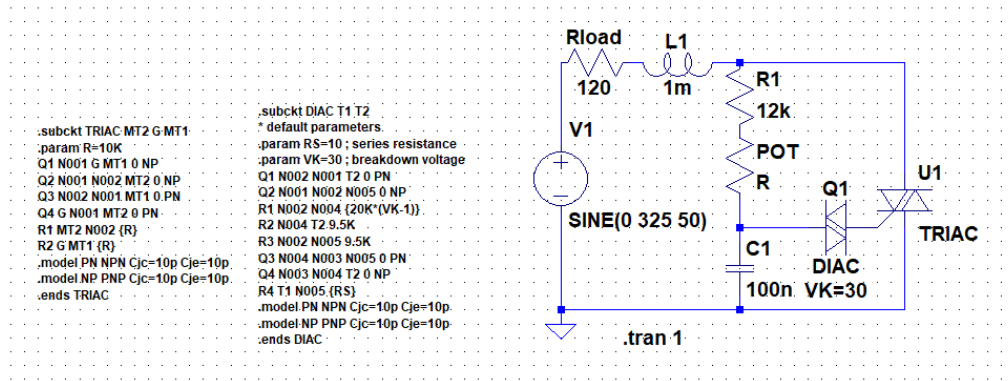 .subckt TRIAC MT2 G MT1
.param R=10K
Q1 N001 G MT1 0 NP
Q2 N001 N002 MT2 0 NP
Q3 N002 N001 MT1 0 PN
Q4 G N001 MT2 0 PN
R1 MT2 N002 {R}
R2 G MT1 {R}
.model PN NPN Cjc=10p Cje=10p
.model NP PNP Cjc=10p Cje=10p
.ends TRIAC
.subckt DIAC T1 T2
* default parameters
.param RS=10 ; series resistance
.param VK=30 ; breakdown voltage
Q1 N002 N001 T2 0 PN
Q2 N001 N002 N005 0 NP
R1 N002 N004 {20K*(VK-1)}
R2 N004 T2 9.5K
R3 N002 N005 9.5K
Q3 N004 N003 N005 0 PN
Q4 N003 N004 T2 0 NP
R4 T1 N005 {RS}
.model PN NPN Cjc=10p Cje=10p
.model NP PNP Cjc=10p Cje=10p
.ends DIAC
Rload
120
L1
1m
R1
12k
V1
SINE(0 325 50)
POT
R
Q1
DIAC
VK=30
U1
TRIAC
C1
100n
.tran 1